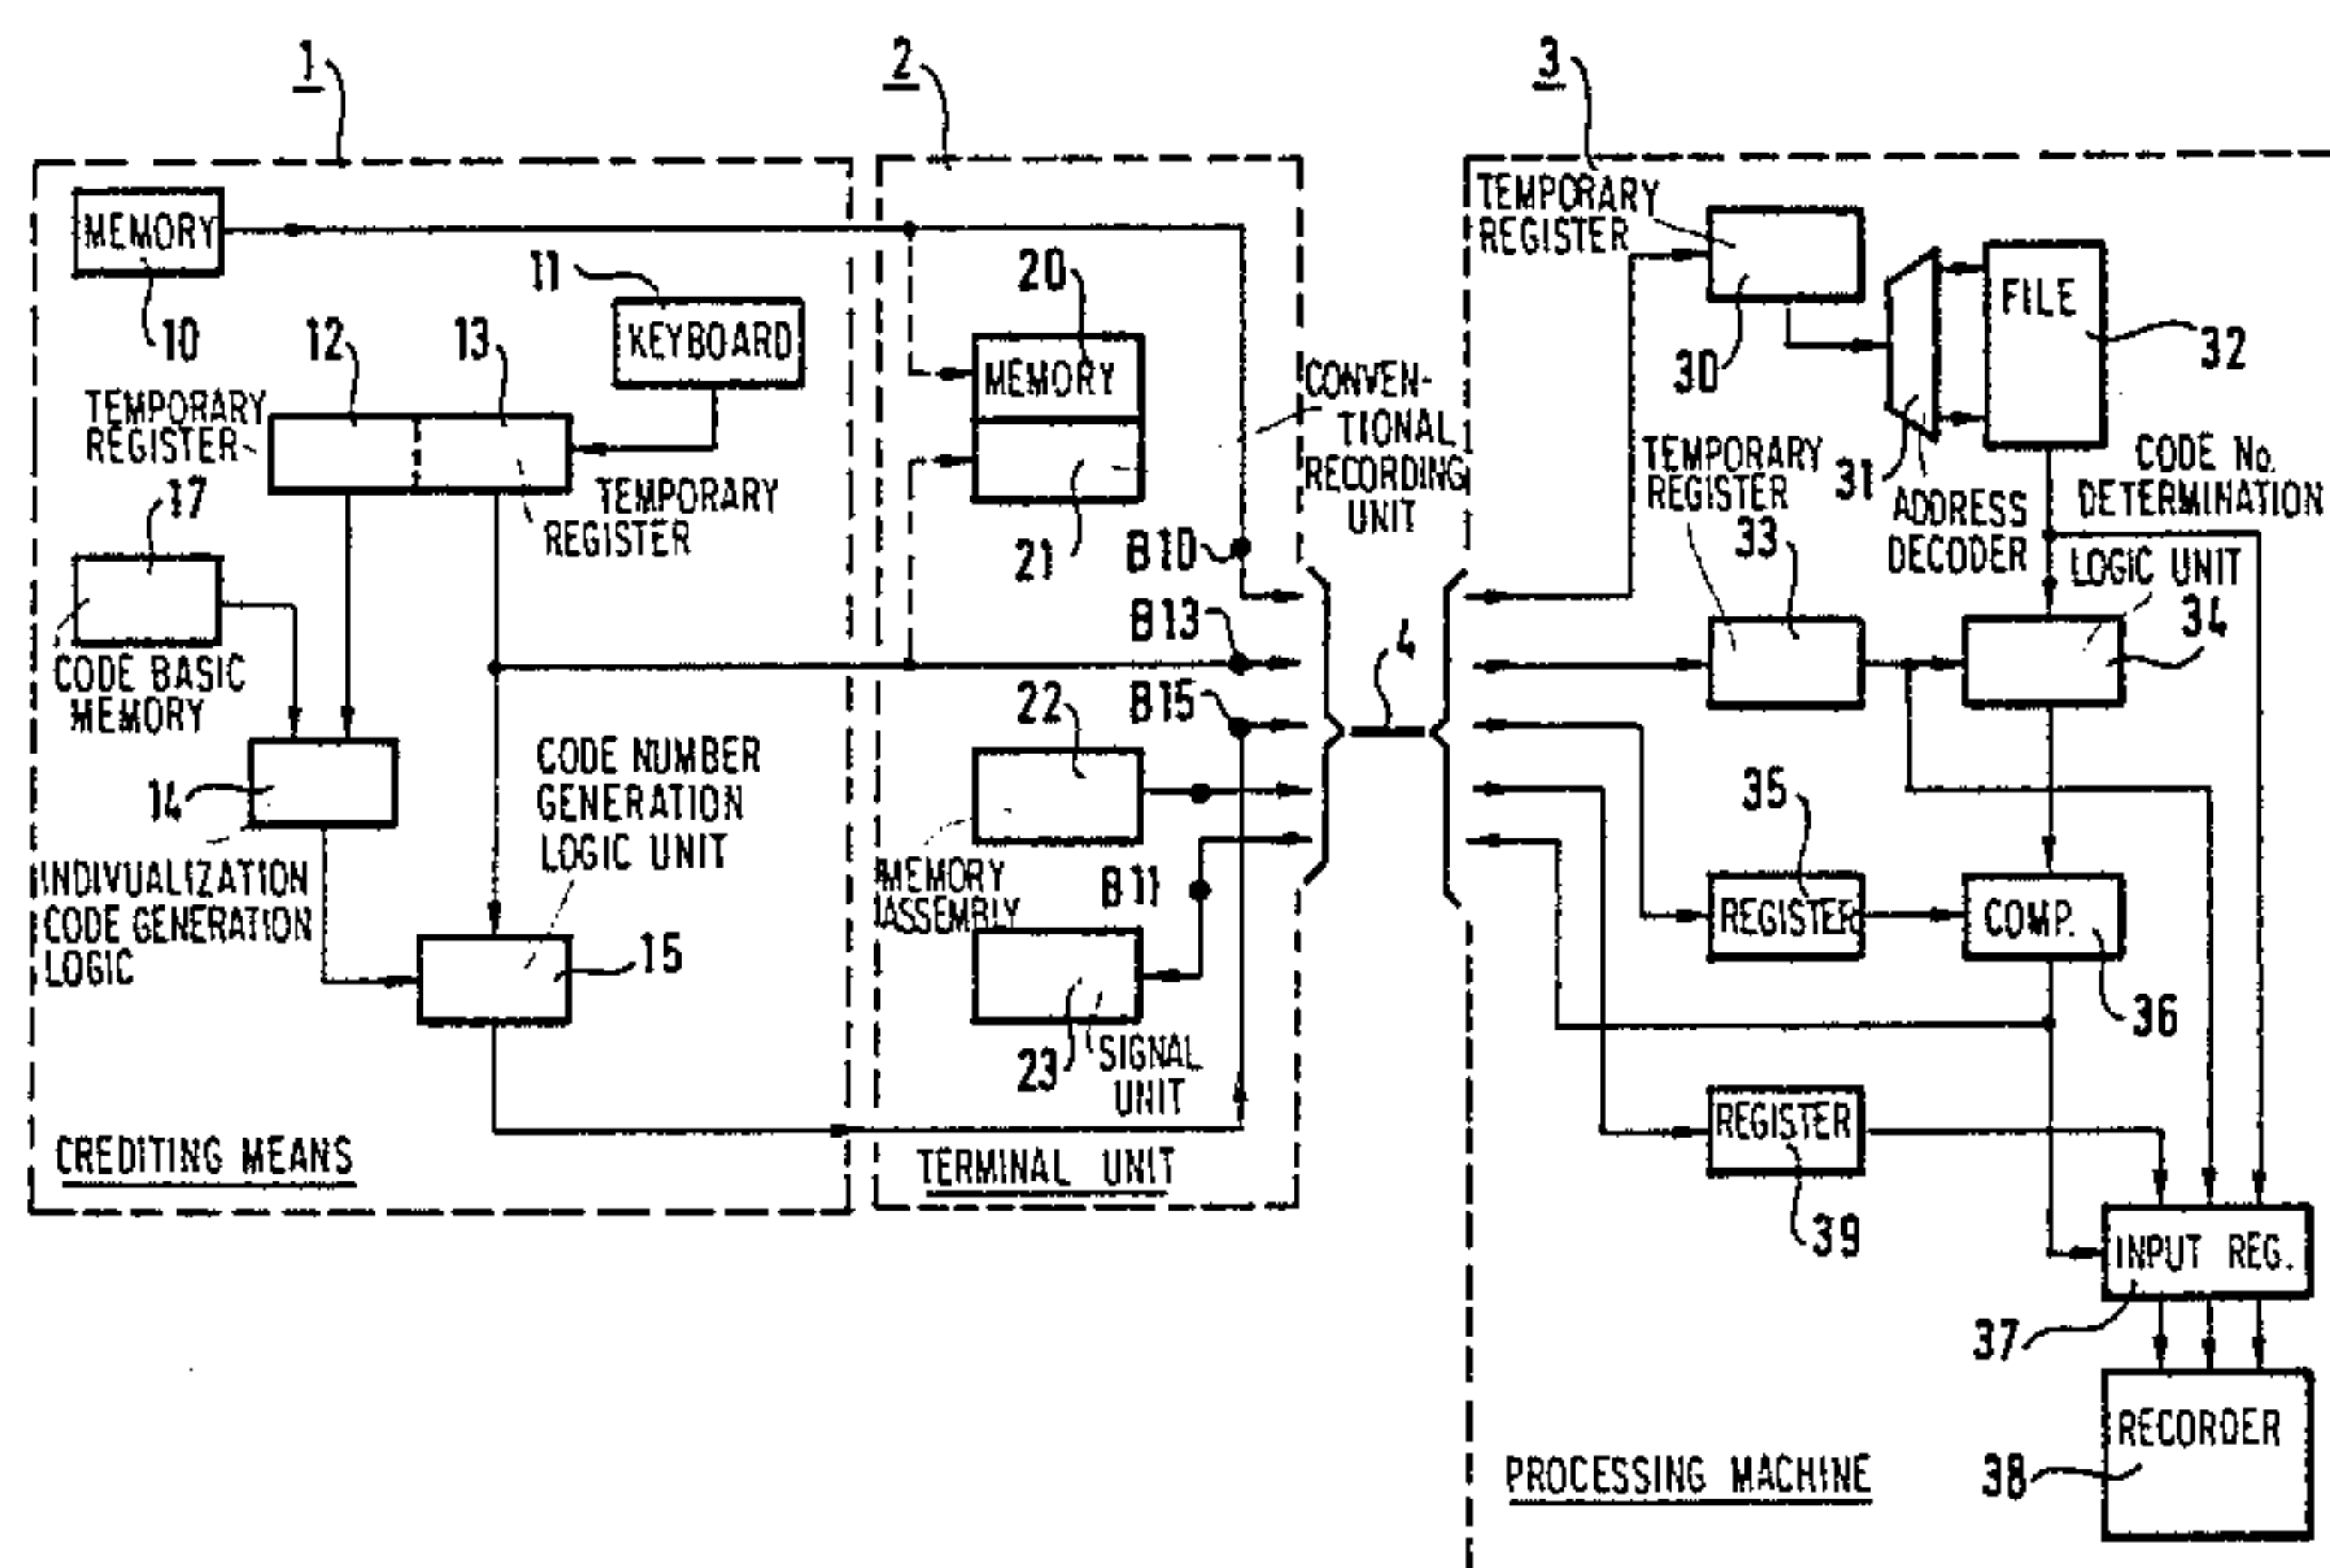 1
2
3
MEMORY
10
11
KEYBOARD
12
13
TEMPORARY
REGISTER
TEMPORARY
REGISTER
17
CODE BASIC
MEMORY
14
INDIVUALIZATION
CODE GENERATION
LOGIC
CODE NUMBER
GENERATION
LOGIC UNIT
15
CREDITING MEANS
20
MEMORY
21
CONVEN-
TIONAL
RECORDING
UNIT
B10
B13
B15
22
MEMORY
ASSEMBLY
B11
23
SIGNAL
UNIT
TERMINAL UNIT
4
TEMPORARY
REGISTER
30
31
ADDRESS
DECODER
FILE
32
TEMPORARY
REGISTER
33
CODE No.
DETERMINATION
LOGIC UNIT
34
35
REGISTER
COMP.
36
REGISTER
39
INPUT REG.
37
RECORDER
38
PROCESSING MACHINE